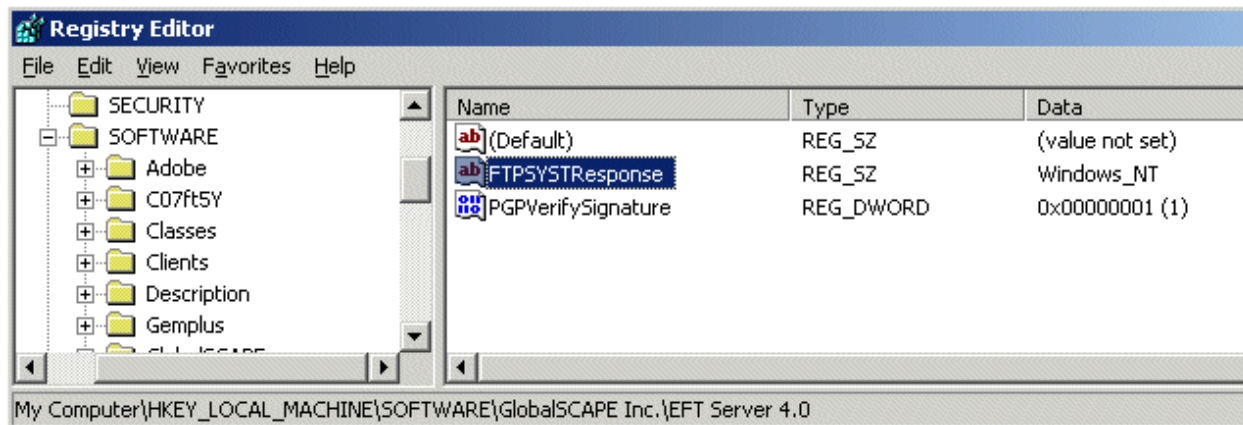 Registry Editor
File Edit View Favorites Help
SECURITY
SOFTWARE
Adobe
C07ft5Y
Classes
Clients
Description
Gemplus
Name Type Data
(Default) REG_SZ (value not set)
FTPSYSTResponse REG_SZ Windows_NT
PGPVerifySignature REG_DWORD 0x00000001 (1)
My Computer\HKEY_LOCAL_MACHINE\SOFTWARE\GlobalSCAPE Inc.\EFT Server 4.0